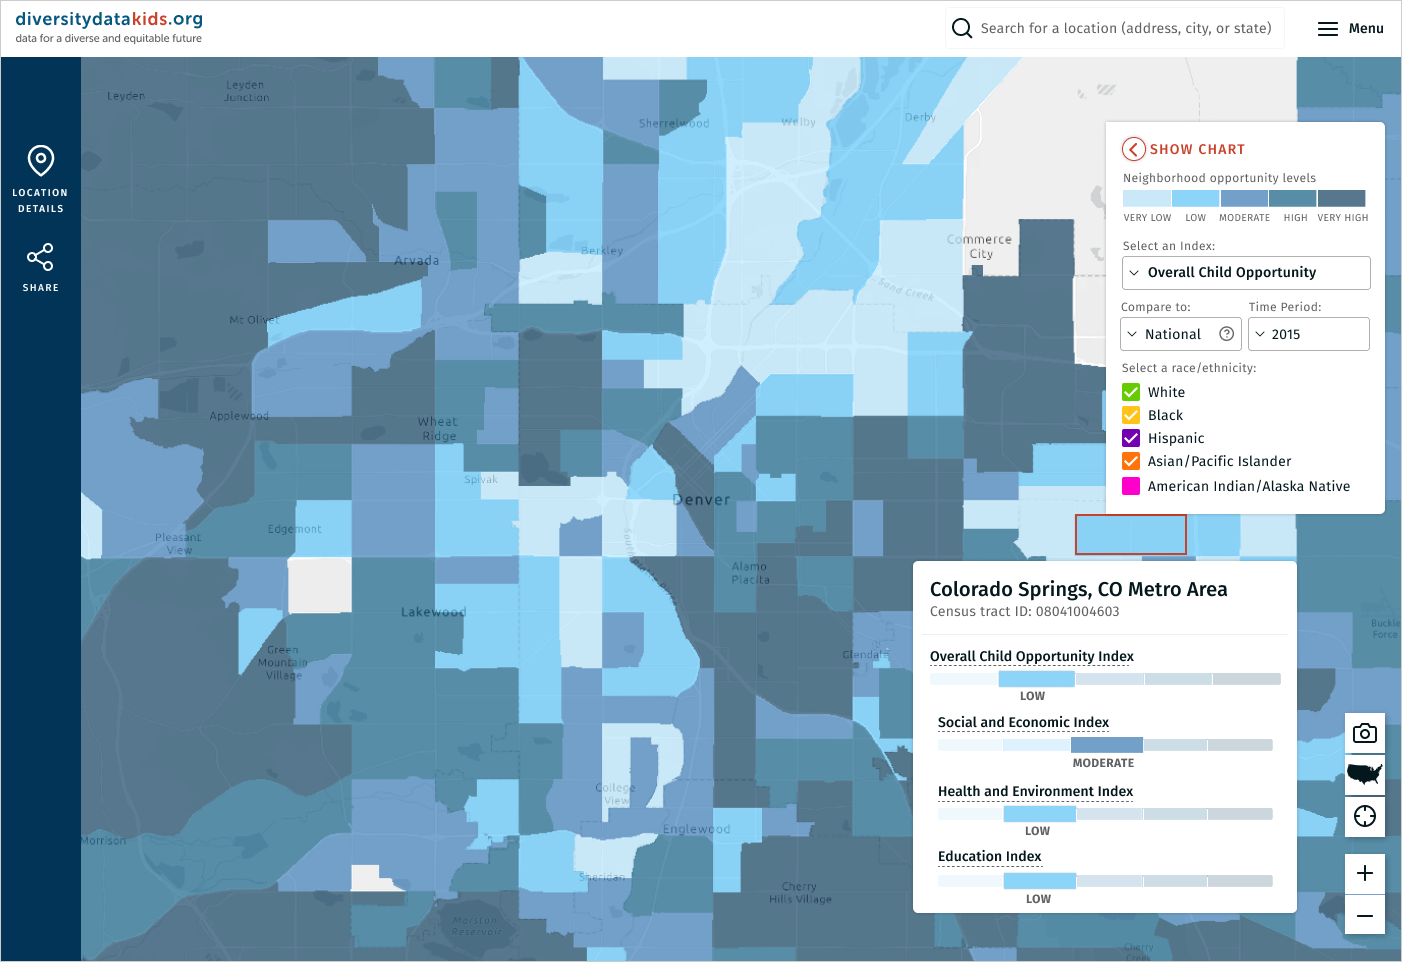 diversitydatakids.org
data for a diverse and equitable future
Search for a location (address, city, or state)
Menu
LOCATION
DETAILS
SHARE
Leyden
Leyden
Junction
Sherrelwood
Welby
Derby
Berkley
Arvada
Commerce
City
Sand Creek
Mt Olivet
Applewood
Wheat
Ridge
Spivak
Denver
Edgemont
Pleasant
View
Alamo
Placita
Lakewood
Glendale
Green
Mountain
Village
College
View
Englewood
Morrison
Sheridan
Cherry
Hills Village
Marston
Reservoir
Buckle
Force
Cherry
SHOW CHART
Neighborhood opportunity levels
VERY LOW LOW MODERATE HIGH VERY HIGH
Select an Index:
Overall Child Opportunity
Compare to: Time Period:
National ? 2015
Select a race/ethnicity:
White
Black
Hispanic
Asian/Pacific Islander
American Indian/Alaska Native
Colorado Springs, CO Metro Area
Census tract ID: 08041004603
Overall Child Opportunity Index
LOW
Social and Economic Index
MODERATE
Health and Environment Index
LOW
Education Index
LOW